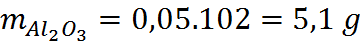 m_{Al_2O_3} = 0,05.102 = 5,1 g